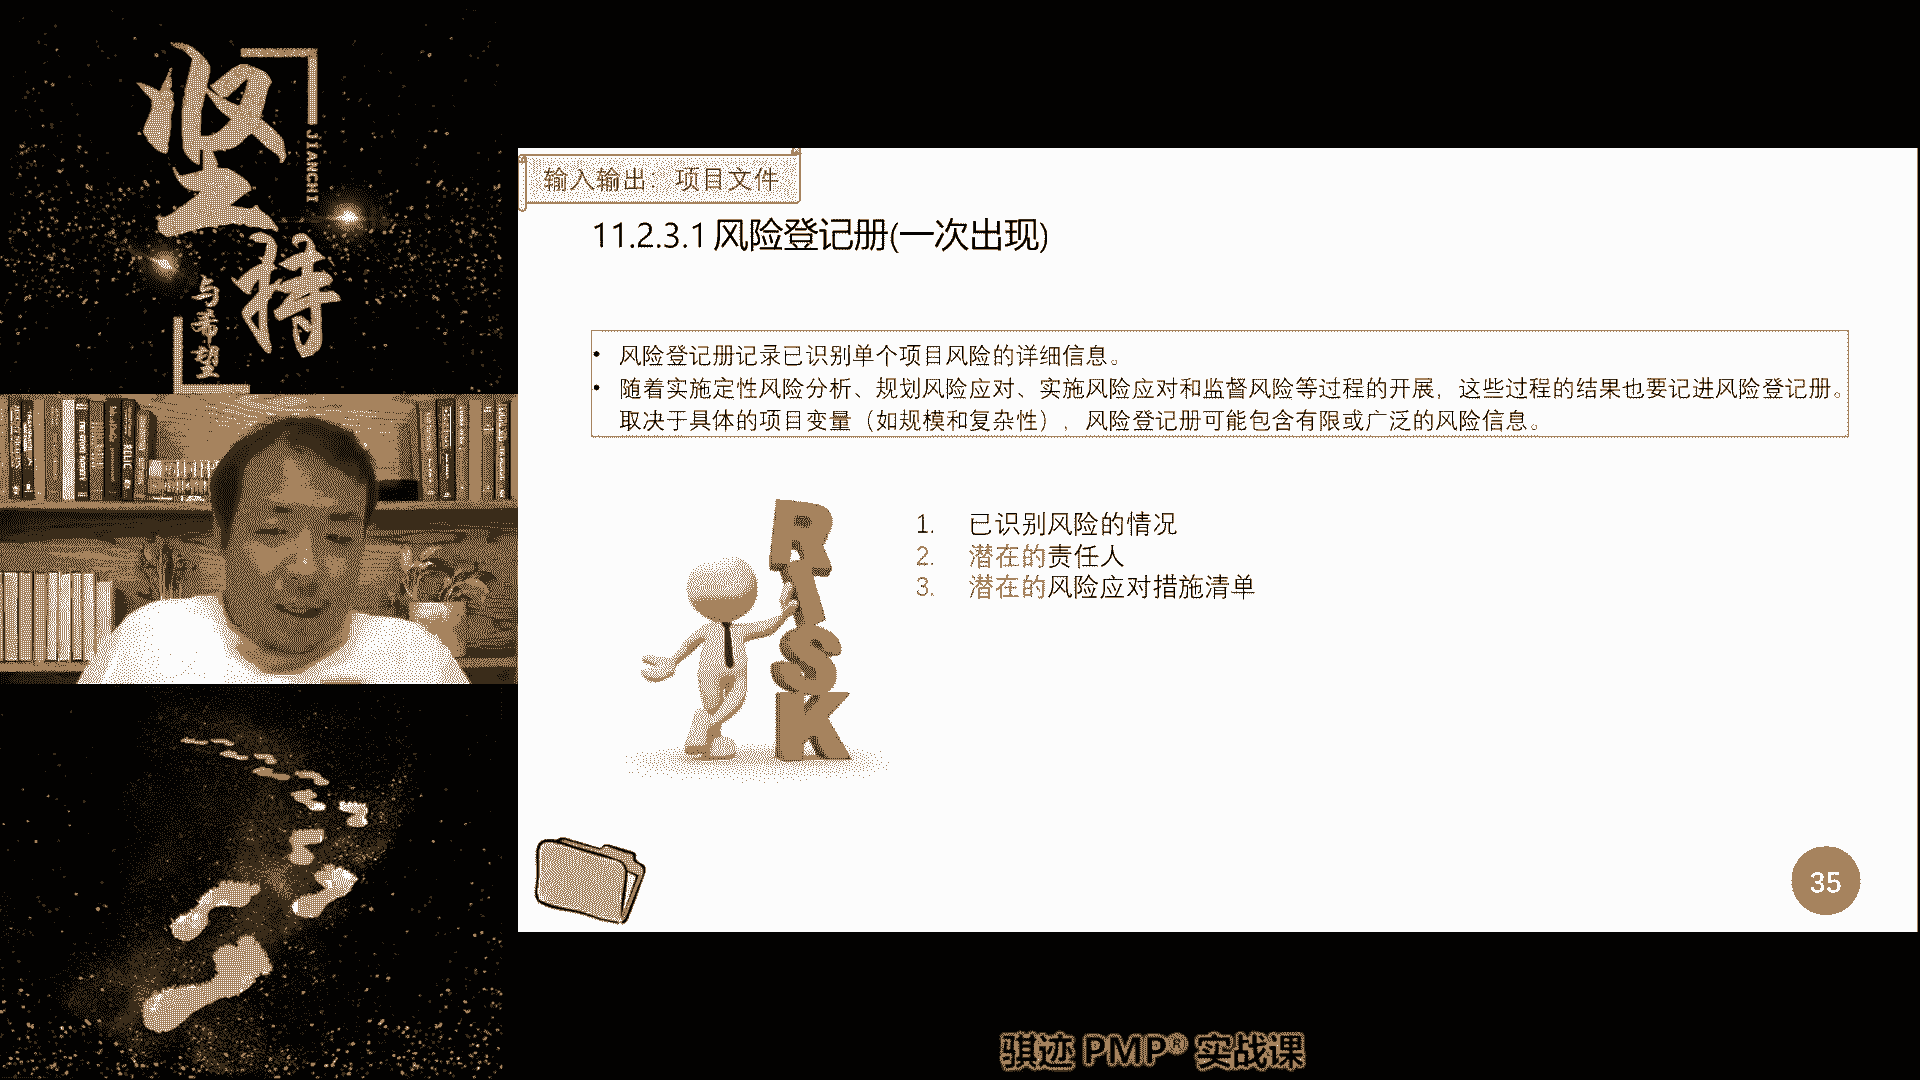 坚持
JIANCHI
与希望
输入输出：项目文件
11.2.3.1 风险登记册(一次出现)
• 风险登记册记录已识别单个项目风险的详细信息。
• 随着实施定性风险分析、规划风险应对、实施风险应对和监督风险等过程的开展，这些过程的结果也要记进风险登记册。
取决于具体的项目变量（如规模和复杂性），风险登记册可能包含有限或广泛的风险信息。
RISK
1. 已识别风险的情况
2. 潜在的责任人
3. 潜在的风险应对措施清单
35
骐迹 PMP® 实战课